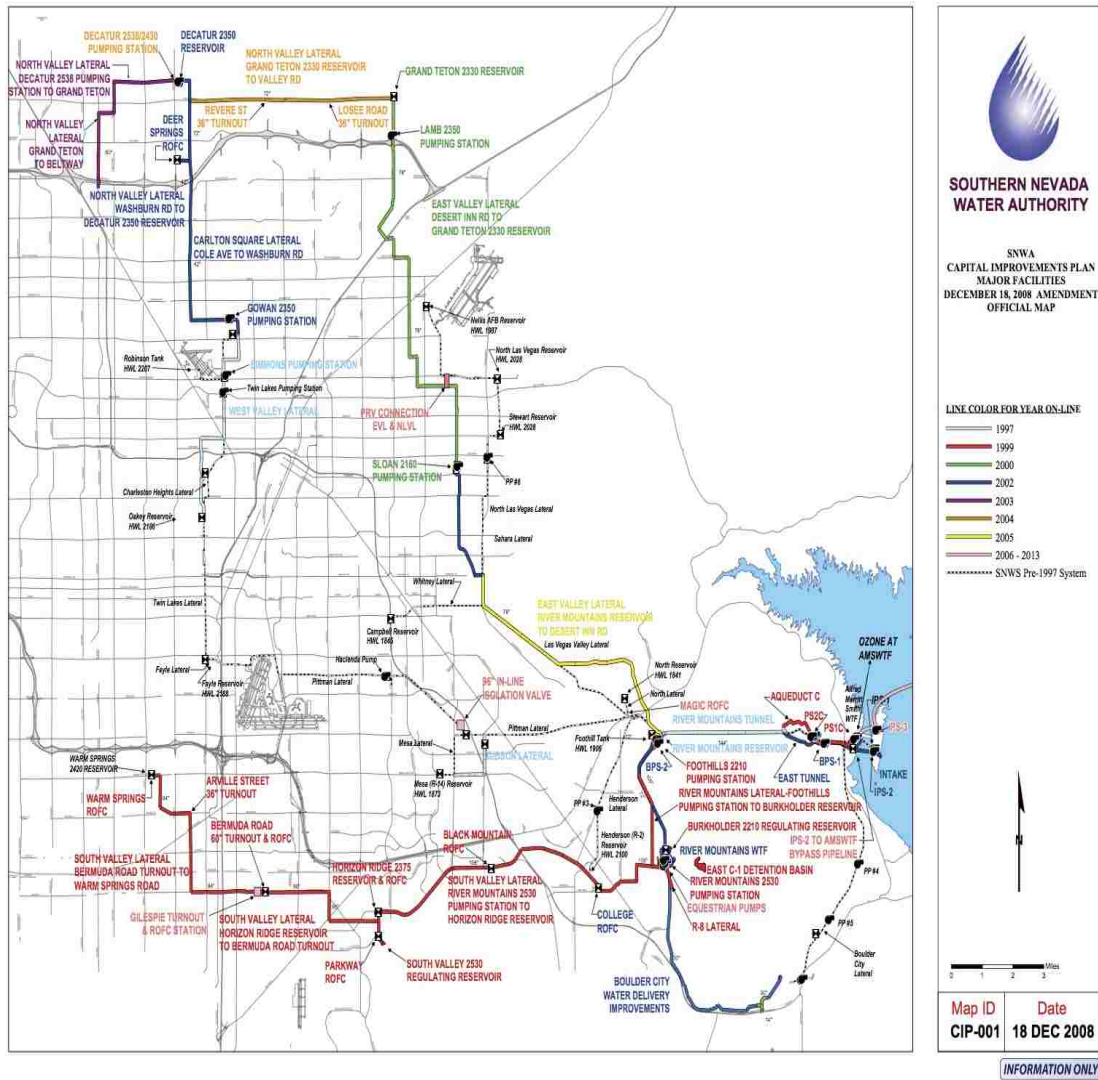 DECATUR 2538/2430
PUMPING STATION
DECATUR 2350
RESERVOIR
NORTH VALLEY LATERAL
DECATUR 2538 PUMPING
STATION TO GRAND TETON
NORTH VALLEY LATERAL
GRAND TETON 2330 RESERVOIR
TO VALLEY RD
GRAND TETON 2330 RESERVOIR
REVERE ST
36" TURNOUT
LOSEE ROAD
36" TURNOUT
NORTH VALLEY
LATERAL
GRAND TETON
TO BELTWAY
DEER
SPRINGS
ROFC
LAMB 2350
PUMPING STATION
NORTH VALLEY LATERAL
WASHBURN RD TO
DECATUR 2350 RESERVOIR
EAST VALLEY LATERAL
DESERT INN RD TO
GRAND TETON 2330 RESERVOIR
CARLTON SQUARE LATERAL
COLE AVE TO WASHBURN RD
GOWAN 2350
PUMPING STATION
Nellis AFB Reservoir
HWL 1987
Robinson Tank
HWL 2207
SIMMONS PUMPING STATION
North Las Vegas Reservoir
HWL 2028
Twin Lakes Pumping Station
WEST VALLEY LATERAL
PRV CONNECTION
EVL & NLVL
Stewart Reservoir
HWL 2028
SLOAN 2160
PUMPING STATION
PP #6
Charleston Heights Lateral
Oakey Reservoir
HWL 2186
North Las Vegas Lateral
Sahara Lateral
Whitney Lateral
Twin Lakes Lateral
EAST VALLEY LATERAL
RIVER MOUNTAINS RESERVOIR
TO DESERT INN RD
Campbell Reservoir
HWL 1845
Las Vegas Valley Lateral
Hacienda Pump
Fayle Lateral
Fayle Reservoir
HWL 2168
Pittman Lateral
96" IN-LINE
ISOLATION VALVE
North Reservoir
HWL 1841
North Lateral
MAGIC ROFC
RIVER MOUNTAINS TUNNEL
AQUEDUCT C
OZONE AT
AMSWTF
Alfred
Merritt
Smith
WTF
IPS-1
IPS-3
PS2C
PS1C
Pittman Lateral
Mesa Lateral
HUDSON LATERAL
Foothill Tank
HWL 1906
RIVER MOUNTAINS RESERVOIR
144"
BPS-1
BPS-2
EAST TUNNEL
INTAKE
IPS-2
FOOTHILLS 2210
PUMPING STATION
WARM SPRINGS
2420 RESERVOIR
WARM SPRINGS
ROFC
ARVILLE STREET
36" TURNOUT
Mesa (R-14) Reservoir
HWL 1873
RIVER MOUNTAINS LATERAL-FOOTHILLS
PUMPING STATION TO BURKHOLDER RESERVOIR
PP #3
Henderson
Lateral
BERMUDA ROAD
60" TURNOUT & ROFC
BLACK MOUNTAIN
ROFC
Henderson (R-2)
Reservoir
HWL 2100
BURKHOLDER 2210 REGULATING RESERVOIR
RIVER MOUNTAINS WTF
IPS-2 TO AMSWTF
BYPASS PIPELINE
SOUTH VALLEY LATERAL
BERMUDA ROAD TURNOUT TO
WARM SPRINGS ROAD
HORIZON RIDGE 2375
RESERVOIR & ROFC
SOUTH VALLEY LATERAL
RIVER MOUNTAINS 2530
PUMPING STATION TO
HORIZON RIDGE RESERVOIR
EAST C-1 DETENTION BASIN
RIVER MOUNTAINS 2530
PUMPING STATION
EQUESTRIAN PUMPS
PP #4
GILESPIE TURNOUT
& ROFC STATION
SOUTH VALLEY LATERAL
HORIZON RIDGE RESERVOIR
TO BERMUDA ROAD TURNOUT
COLLEGE
ROFC
R-8 LATERAL
PP #5
PARKWAY
ROFC
SOUTH VALLEY 2530
REGULATING RESERVOIR
Boulder
City
Lateral
BOULDER CITY
WATER DELIVERY
IMPROVEMENTS
N
SOUTHERN NEVADA
WATER AUTHORITY
SNWA
CAPITAL IMPROVEMENTS PLAN
MAJOR FACILITIES
DECEMBER 18, 2008 AMENDMENT
OFFICIAL MAP
LINE COLOR FOR YEAR ON-LINE
1997
1999
2000
2002
2003
2004
2005
2006 - 2013
SNWS Pre-1997 System
0 1 2 3 Miles
Map ID Date
CIP-001 18 DEC 2008
INFORMATION ONLY